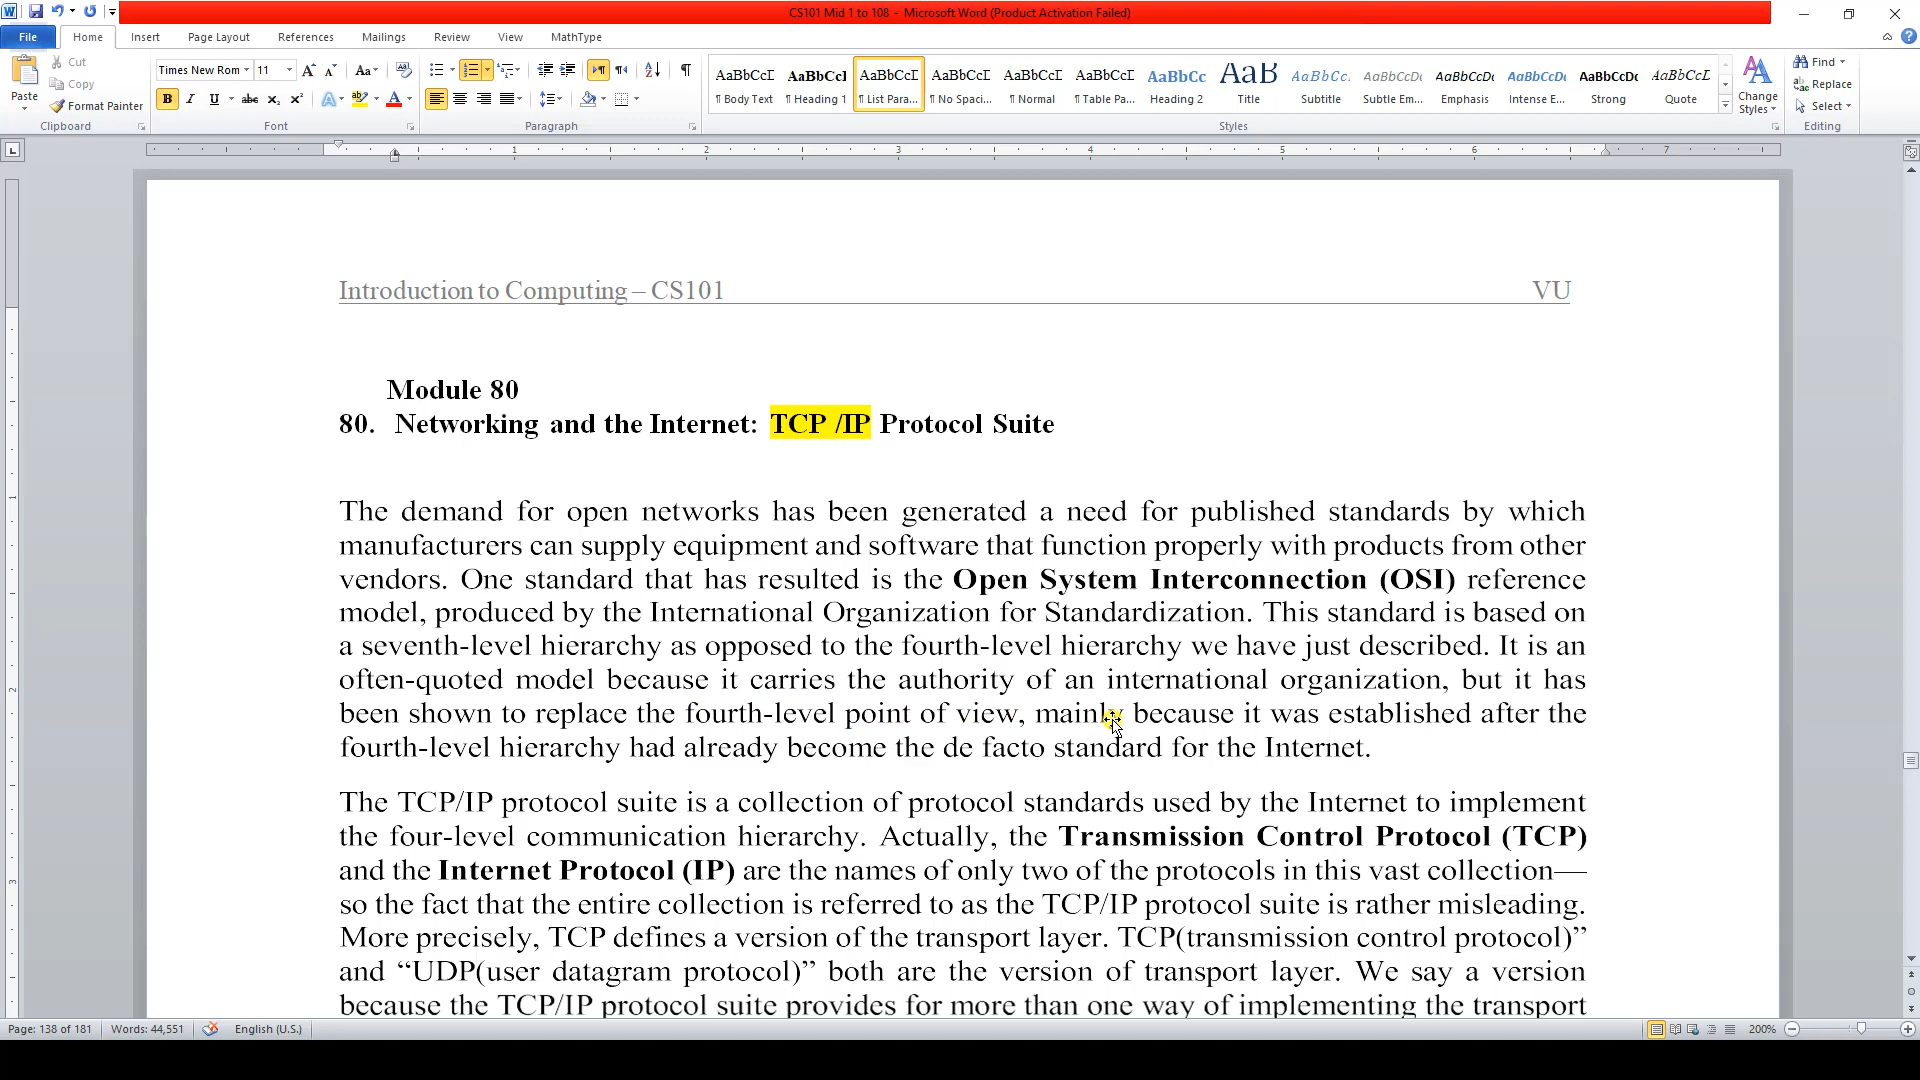 CS101 Mid 1 to 108 - Microsoft Word (Product Activation Failed)
File Home Insert Page Layout References Mailings Review View MathType
Paste
Cut
Copy
Format Painter
Clipboard
Times New Rom 11
Font
Paragraph
AaBbCcI AaBbCcI AaBbCcI AaBbCcI AaBbCcI AaBbCcI AaBbCc AaB AaBbCc. AaBbCcDc AaBbCcDc AaBbCcDc AaBbCcDc AaBbCcL
¶ Body Text ¶ Heading 1 ¶ List Para... ¶ No Spaci... ¶ Normal ¶ Table Pa... Heading 2 Title Subtitle Subtle Em... Emphasis Intense E... Strong Quote
Change
Styles
Styles
Find
Replace
Select
Editing
1 2 3 4 5 6 7
Introduction to Computing – CS101 VU
Module 80
80. Networking and the Internet: TCP /IP Protocol Suite
The demand for open networks has been generated a need for published standards by which
manufacturers can supply equipment and software that function properly with products from other
vendors. One standard that has resulted is the Open System Interconnection (OSI) reference
model, produced by the International Organization for Standardization. This standard is based on
a seventh-level hierarchy as opposed to the fourth-level hierarchy we have just described. It is an
often-quoted model because it carries the authority of an international organization, but it has
been shown to replace the fourth-level point of view, mainly because it was established after the
fourth-level hierarchy had already become the de facto standard for the Internet.
The TCP/IP protocol suite is a collection of protocol standards used by the Internet to implement
the four-level communication hierarchy. Actually, the Transmission Control Protocol (TCP)
and the Internet Protocol (IP) are the names of only two of the protocols in this vast collection—
so the fact that the entire collection is referred to as the TCP/IP protocol suite is rather misleading.
More precisely, TCP defines a version of the transport layer. TCP(transmission control protocol)”
and “UDP(user datagram protocol)” both are the version of transport layer. We say a version
because the TCP/IP protocol suite provides for more than one way of implementing the transport
Page: 138 of 181 Words: 44,551 English (U.S.) 200%